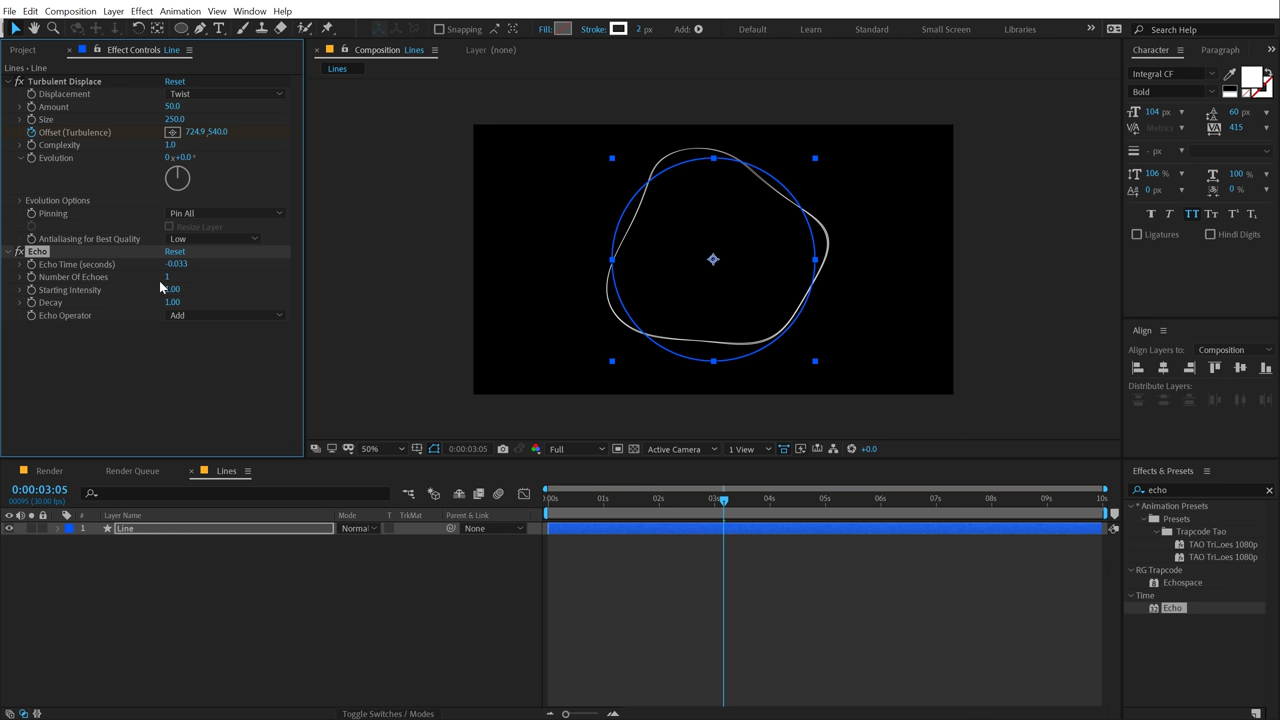 File Edit Composition Layer Effect Animation View Window Help
Snapping Fill: Stroke: 2 px Add: Default Learn Standard Small Screen Libraries Search Help
Project Effect Controls Line Composition Lines Layer (none) Character Paragraph
Lines • Line Lines
Turbulent Displace Reset
Displacement Twist
Amount 50.0
Size 250.0
Offset (Turbulence) 724.9 ,540.0
Complexity 1.0
Evolution 0 x+0.0 °
Evolution Options
Pinning Pin All
Resize Layer
Antialiasing for Best Quality Low
Echo Reset
Echo Time (seconds) -0.033
Number Of Echoes 1
Starting Intensity .00
Decay 1.00
Echo Operator Add
Integral CF
Bold
104 px 60 px
Metrics 415
- px
106 % 100 %
0 px 0 %
Ligatures Hindi Digits
Align
Align Layers to: Composition
Distribute Layers:
50% 0:00:03:05 Full Active Camera 1 View +0.0
Render Render Queue Lines
0:00:03:05
00095 (30.00 fps)
# Layer Name Mode T TrkMat Parent & Link
1 Line Norma None
:00s 01s 02s 03s 04s 05s 06s 07s 08s 09s 10s
Toggle Switches / Modes
Effects & Presets
echo
* Animation Presets
Presets
Trapcode Tao
TAO Tri...oes 1080p
TAO Tri...oes 1080p
RG Trapcode
Echospace
Time
Echo